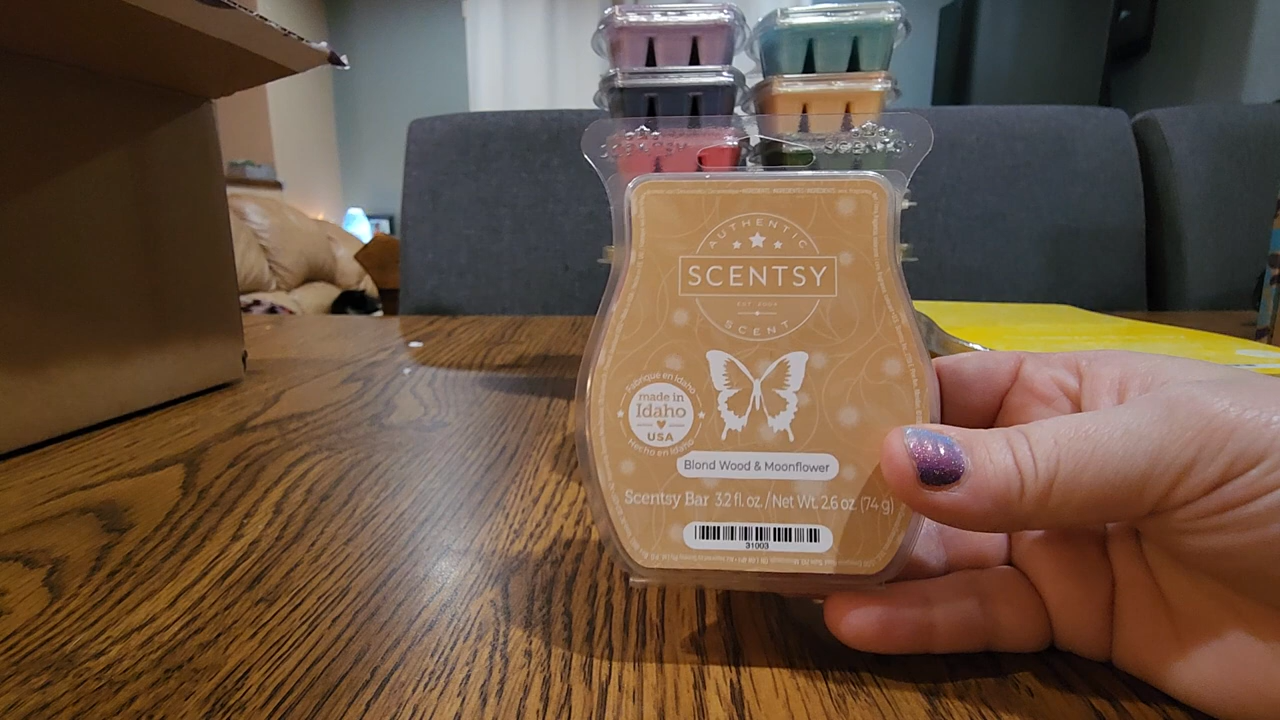 AUTHENTIC
SCENTSY
EST. 2004
SCENT
Fabriqué en Idaho
made in
Idaho
USA
Hecho en Idaho
Blond Wood & Moonflower
Scentsy Bar 3.2 fl. oz. / Net Wt. 2.6 oz. (74 g)
31003